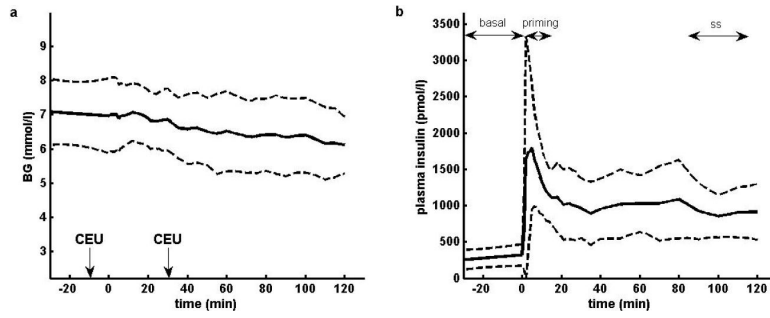 a
9
8
7
6
5
4
3
BG (mmol/l)
CEU CEU
-20 0 20 40 60 80 100 120
time (min)
b
basal priming ss
3500
3000
2500
2000
1500
1000
500
0
plasma insulin (pmol/l)
-20 0 20 40 60 80 100 120
time (min)